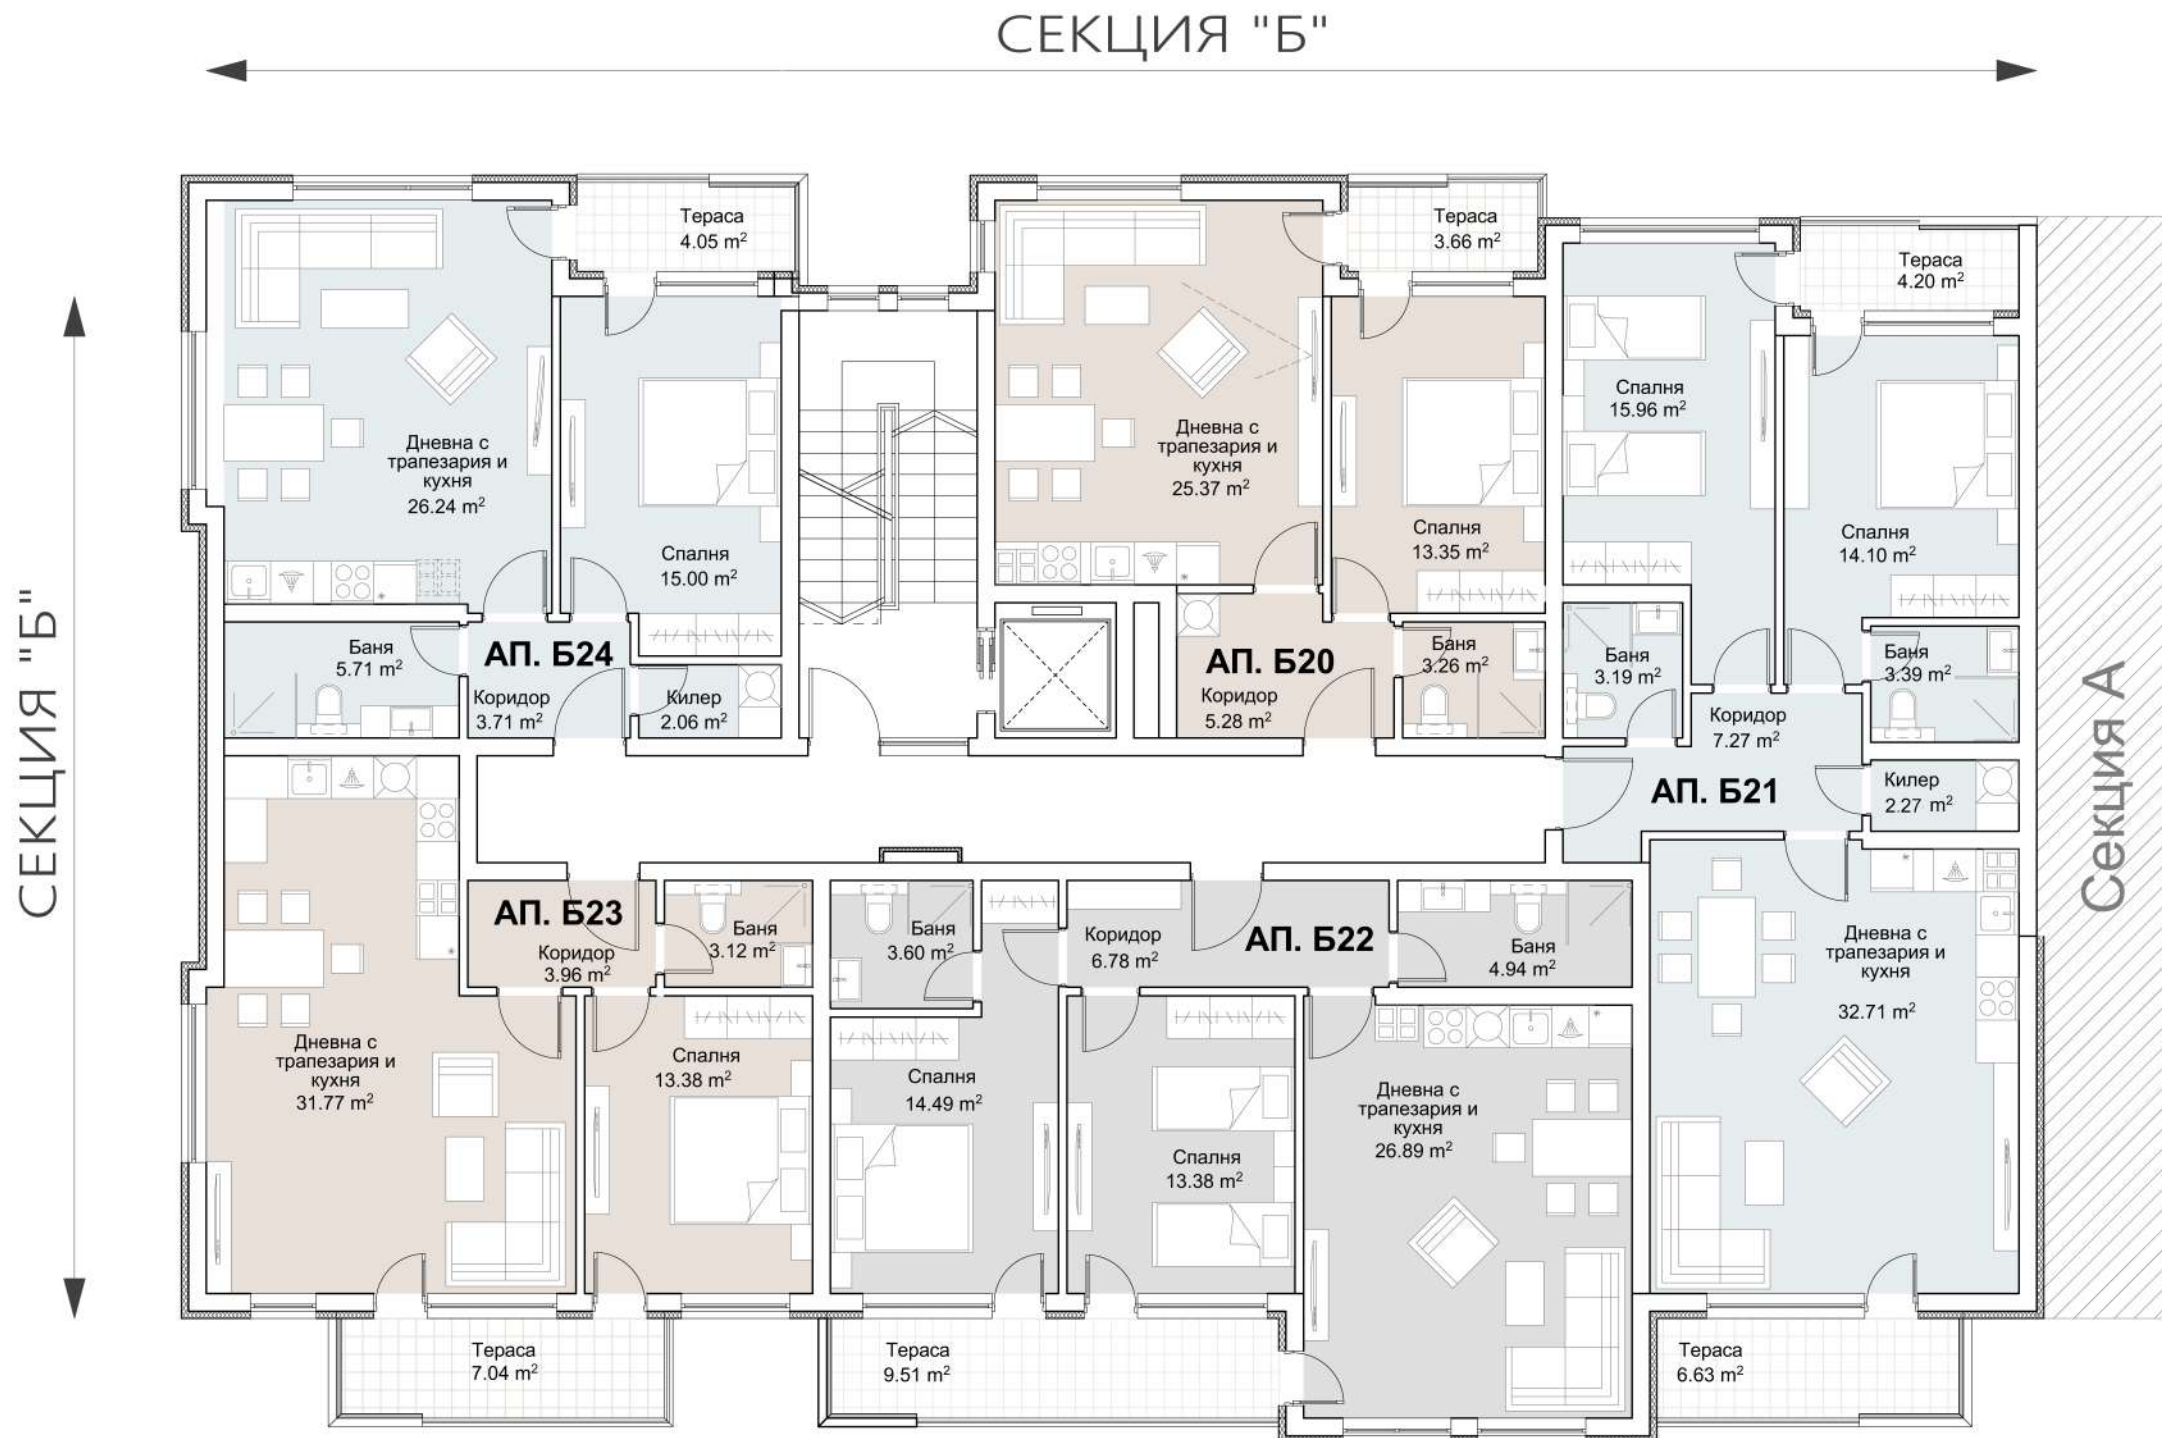 СЕКЦИЯ "Б"
СЕКЦИЯ "Б"
Секция А
Тераса
4.05 m²
Дневна с
трапезария и
кухня
26.24 m²
Спалня
15.00 m²
Баня
5.71 m²
АП. Б24
Коридор
3.71 m²
Килер
2.06 m²
Тераса
3.66 m²
Дневна с
трапезария и
кухня
25.37 m²
Спалня
13.35 m²
АП. Б20
Коридор
5.28 m²
Баня
3.26 m²
Тераса
4.20 m²
Спалня
15.96 m²
Спалня
14.10 m²
Баня
3.19 m²
Баня
3.39 m²
Коридор
7.27 m²
АП. Б21
Килер
2.27 m²
Дневна с
трапезария и
кухня
32.71 m²
Тераса
6.63 m²
АП. Б23
Коридор
3.96 m²
Баня
3.12 m²
Дневна с
трапезария и
кухня
31.77 m²
Спалня
13.38 m²
Тераса
7.04 m²
Баня
3.60 m²
Коридор
6.78 m²
АП. Б22
Баня
4.94 m²
Спалня
14.49 m²
Спалня
13.38 m²
Дневна с
трапезария и
кухня
26.89 m²
Тераса
9.51 m²